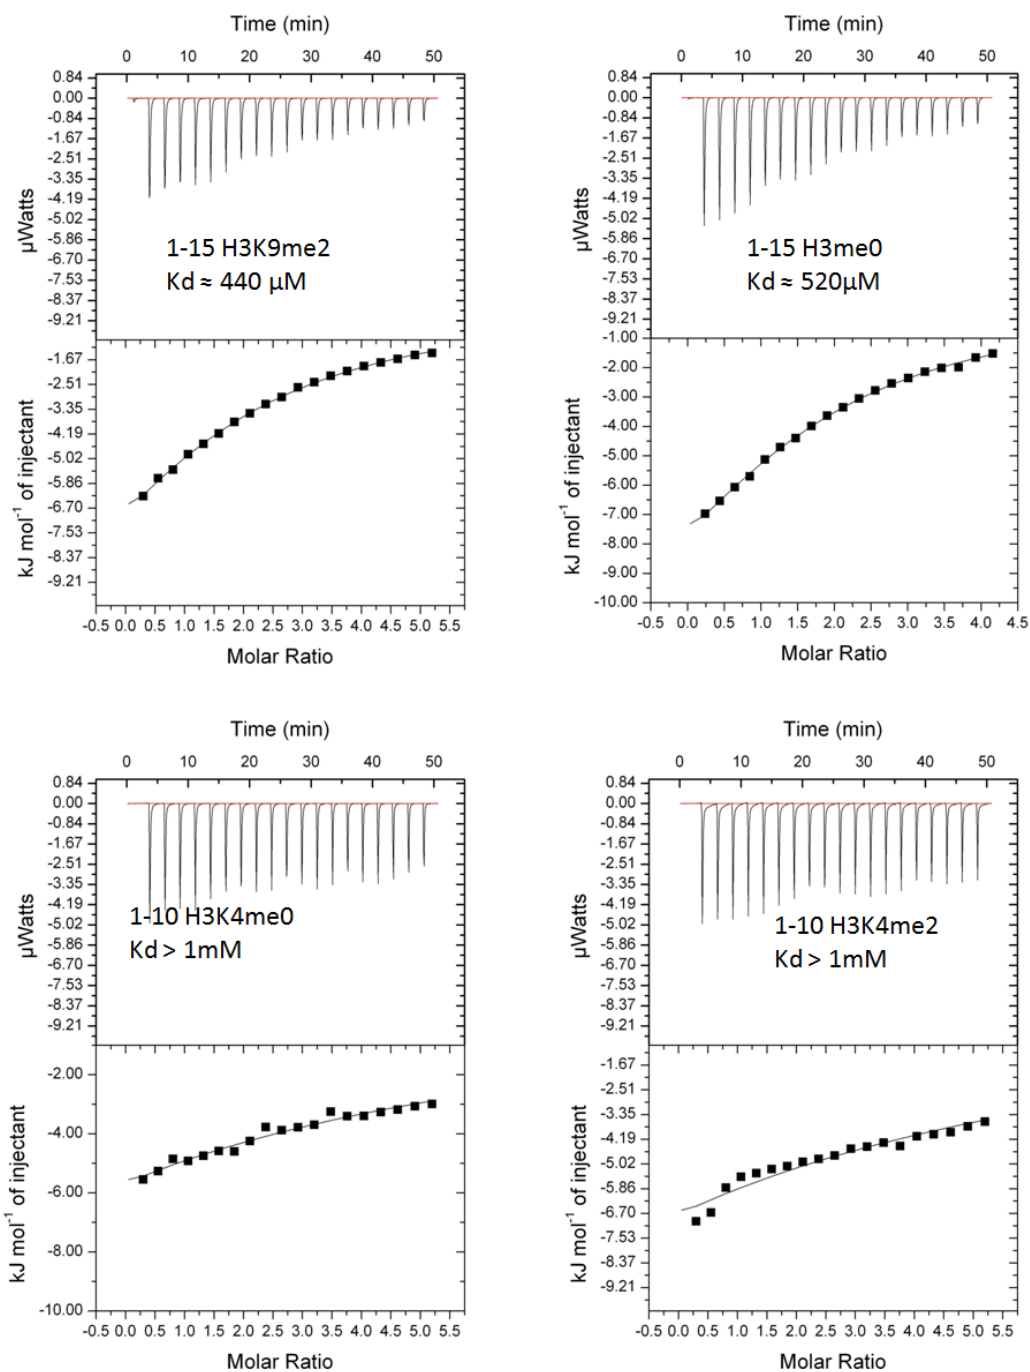 Time (min)
0 10 20 30 40 50
0.84
0.00
-0.84
-1.67
-2.51
-3.35
-4.19
-5.02
-5.86
-6.70
-7.53
-8.37
-9.21
µWatts
1-15 H3K9me2
Kd ≈ 440 µM
-1.67
-2.51
-3.35
-4.19
-5.02
-5.86
-6.70
-7.53
-8.37
-9.21
kJ mol⁻¹ of injectant
-0.5 0.0 0.5 1.0 1.5 2.0 2.5 3.0 3.5 4.0 4.5 5.0 5.5
Molar Ratio
Time (min)
0 10 20 30 40 50
0.84
0.00
-0.84
-1.67
-2.51
-3.35
-4.19
-5.02
-5.86
-6.70
-7.53
-8.37
-9.21
-1.00
µWatts
1-15 H3me0
Kd ≈ 520µM
-2.00
-3.00
-4.00
-5.00
-6.00
-7.00
-8.00
-9.00
-10.00
kJ mol⁻¹ of injectant
-0.5 0.0 0.5 1.0 1.5 2.0 2.5 3.0 3.5 4.0 4.5
Molar Ratio
Time (min)
0 10 20 30 40 50
0.84
0.00
-0.84
-1.67
-2.51
-3.35
-4.19
-5.02
-5.86
-6.70
-7.53
-8.37
-9.21
µWatts
1-10 H3K4me0
Kd > 1mM
-2.00
-4.00
-6.00
-8.00
-10.00
kJ mol⁻¹ of injectant
-0.5 0.0 0.5 1.0 1.5 2.0 2.5 3.0 3.5 4.0 4.5 5.0 5.5
Molar Ratio
Time (min)
0 10 20 30 40 50
0.84
0.00
-0.84
-1.67
-2.51
-3.35
-4.19
-5.02
-5.86
-6.70
-7.53
-8.37
-9.21
µWatts
1-10 H3K4me2
Kd > 1mM
-1.67
-2.51
-3.35
-4.19
-5.02
-5.86
-6.70
-7.53
-8.37
-9.21
kJ mol⁻¹ of injectant
-0.5 0.0 0.5 1.0 1.5 2.0 2.5 3.0 3.5 4.0 4.5 5.0 5.5
Molar Ratio